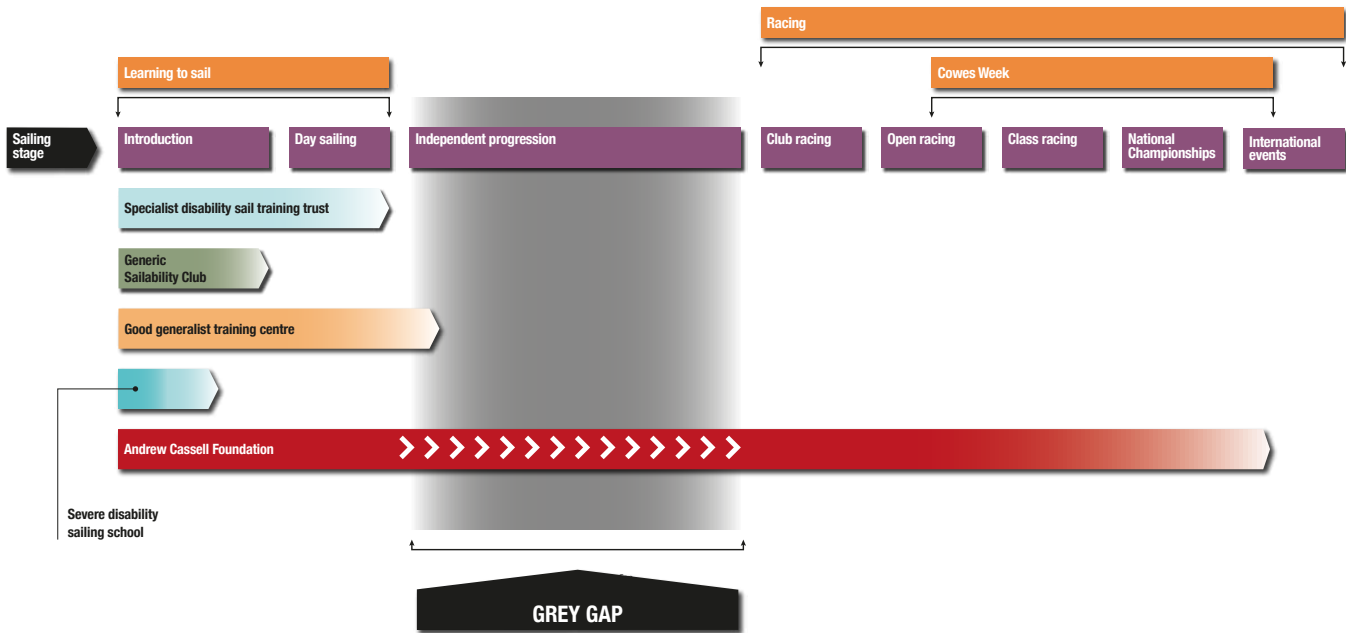 Racing
Learning to sail
Cowes Week
Sailing
stage
Introduction
Day sailing
Independent progression
Club racing
Open racing
Class racing
National
Championships
International
events
Specialist disability sail training trust
Generic
Sailability Club
Good generalist training centre
Andrew Cassell Foundation
Severe disability
sailing school
GREY GAP